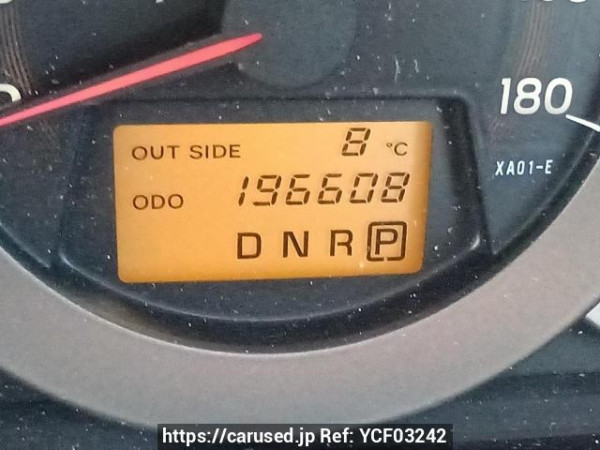 180
OUT SIDE 8 °C
XA01-E
ODO 196608
D N R P
https://carused.jp Ref: YCF03242